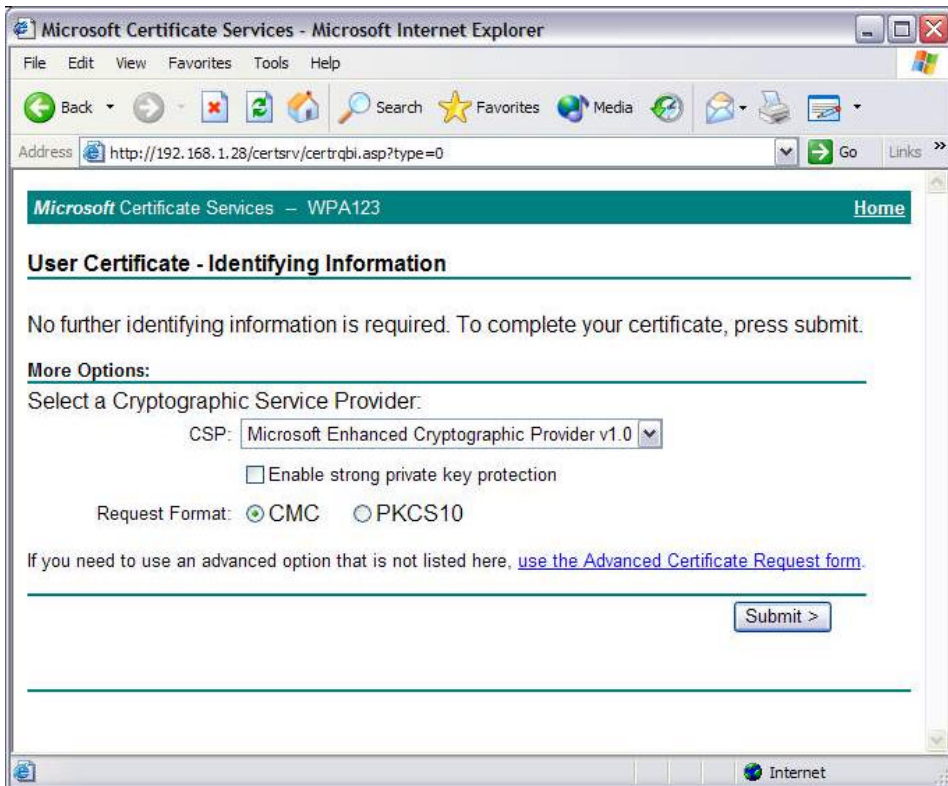 Microsoft Certificate Services - Microsoft Internet Explorer
File Edit View Favorites Tools Help
Back Search Favorites Media
Address http://192.168.1.28/certsrv/certrqbi.asp?type=0 Go Links »
Microsoft Certificate Services -- WPA123 Home
User Certificate - Identifying Information
No further identifying information is required. To complete your certificate, press submit.
More Options:
Select a Cryptographic Service Provider:
CSP: Microsoft Enhanced Cryptographic Provider v1.0
Enable strong private key protection
Request Format: CMC PKCS10
If you need to use an advanced option that is not listed here, use the Advanced Certificate Request form.
Submit >
Internet